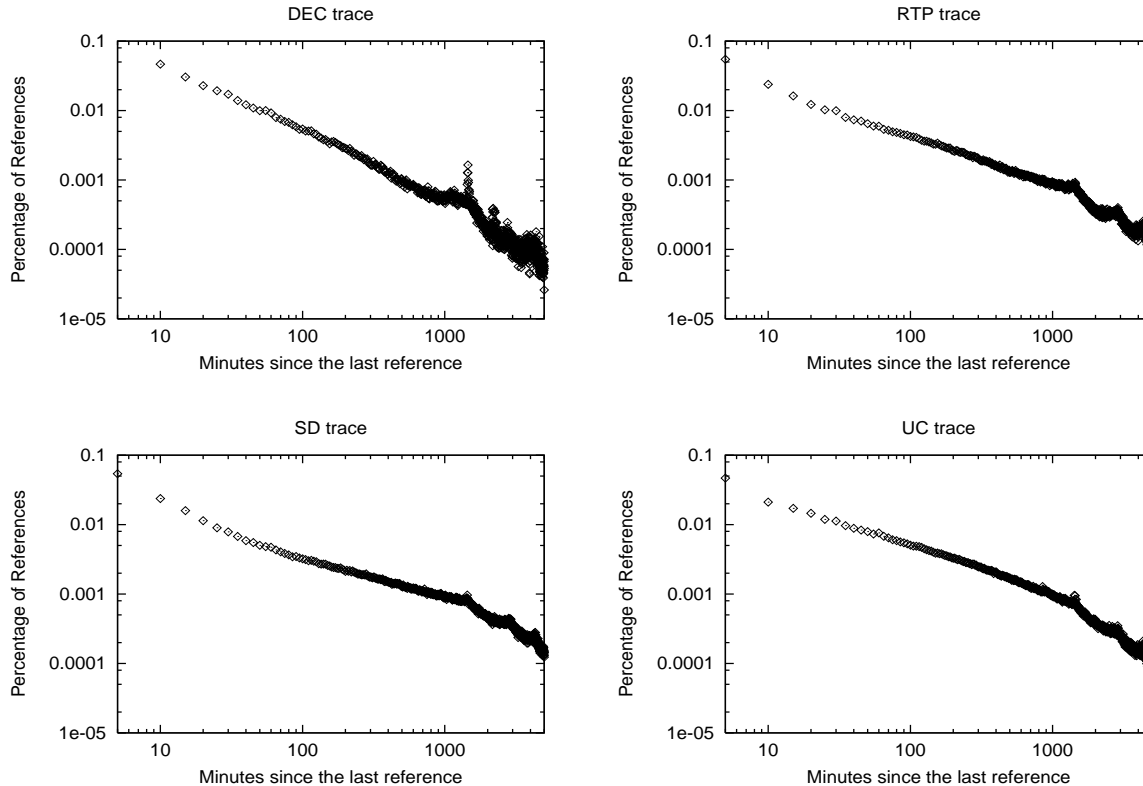 DEC trace
0.1
0.01
0.001
0.0001
1e-05
Percentage of References
10
100
1000
Minutes since the last reference
RTP trace
0.1
0.01
0.001
0.0001
1e-05
Percentage of References
10
100
1000
Minutes since the last reference
SD trace
0.1
0.01
0.001
0.0001
1e-05
Percentage of References
10
100
1000
Minutes since the last reference
UC trace
0.1
0.01
0.001
0.0001
1e-05
Percentage of References
10
100
1000
Minutes since the last reference